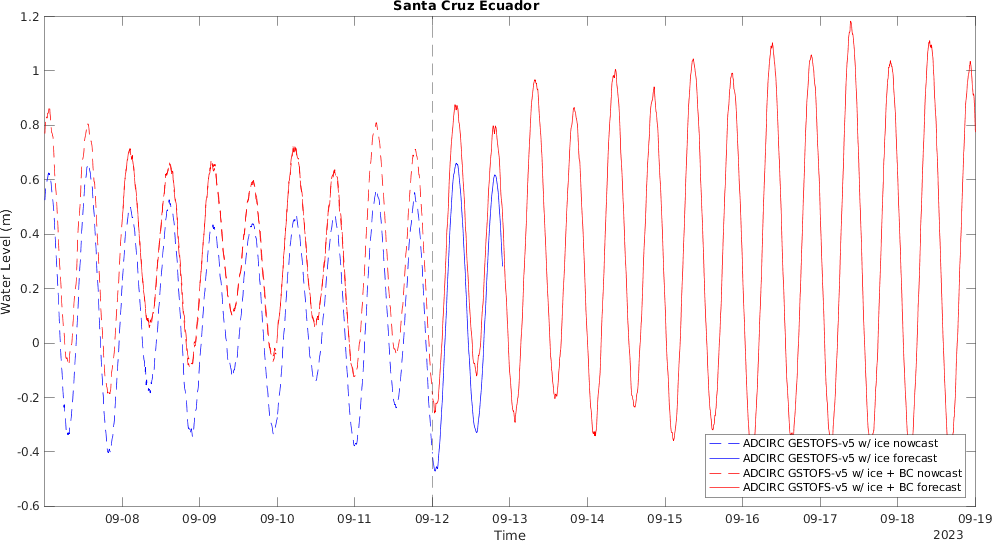 Santa Cruz Ecuador
1.2
1
0.8
0.6
0.4
0.2
0
-0.2
-0.4
-0.6
Water Level (m)
ADCIRC GESTOFS-v5 w/ ice nowcast
ADCIRC GESTOFS-v5 w/ ice forecast
ADCIRC GSTOFS-v5 w/ ice + BC nowcast
ADCIRC GSTOFS-v5 w/ ice + BC forecast
09-08 09-09 09-10 09-11 09-12 09-13 09-14 09-15 09-16 09-17 09-18 09-19
Time
2023